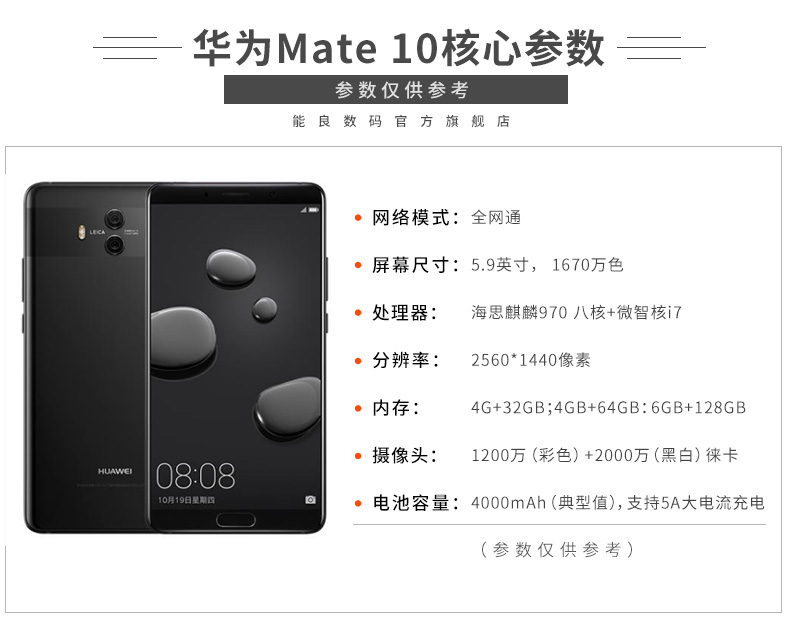 华为Mate 10核心参数
参数仅供参考
能良数码官方旗舰店
LEICA
HUAWEI
08:08
10月19日星期四
网络模式：全网通
屏幕尺寸：5.9英寸， 1670万色
处理器： 海思麒麟970 八核+微智核i7
分辨率： 2560*1440像素
内存： 4G+32GB;4GB+64GB：6GB+128GB
摄像头： 1200万（彩色）+2000万（黑白）徕卡
电池容量：4000mAh（典型值），支持5A大电流充电
（参数仅供参考）